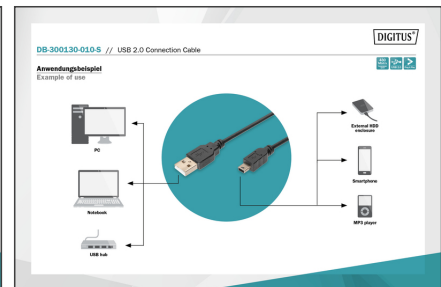 DIGITUS®
DB-300130-010-S // USB 2.0 Connection Cable
Anwendungsbeispiel
Example of use
PC
Notebook
USB hub
External HDD
enclosure
Smartphone
MP3 player